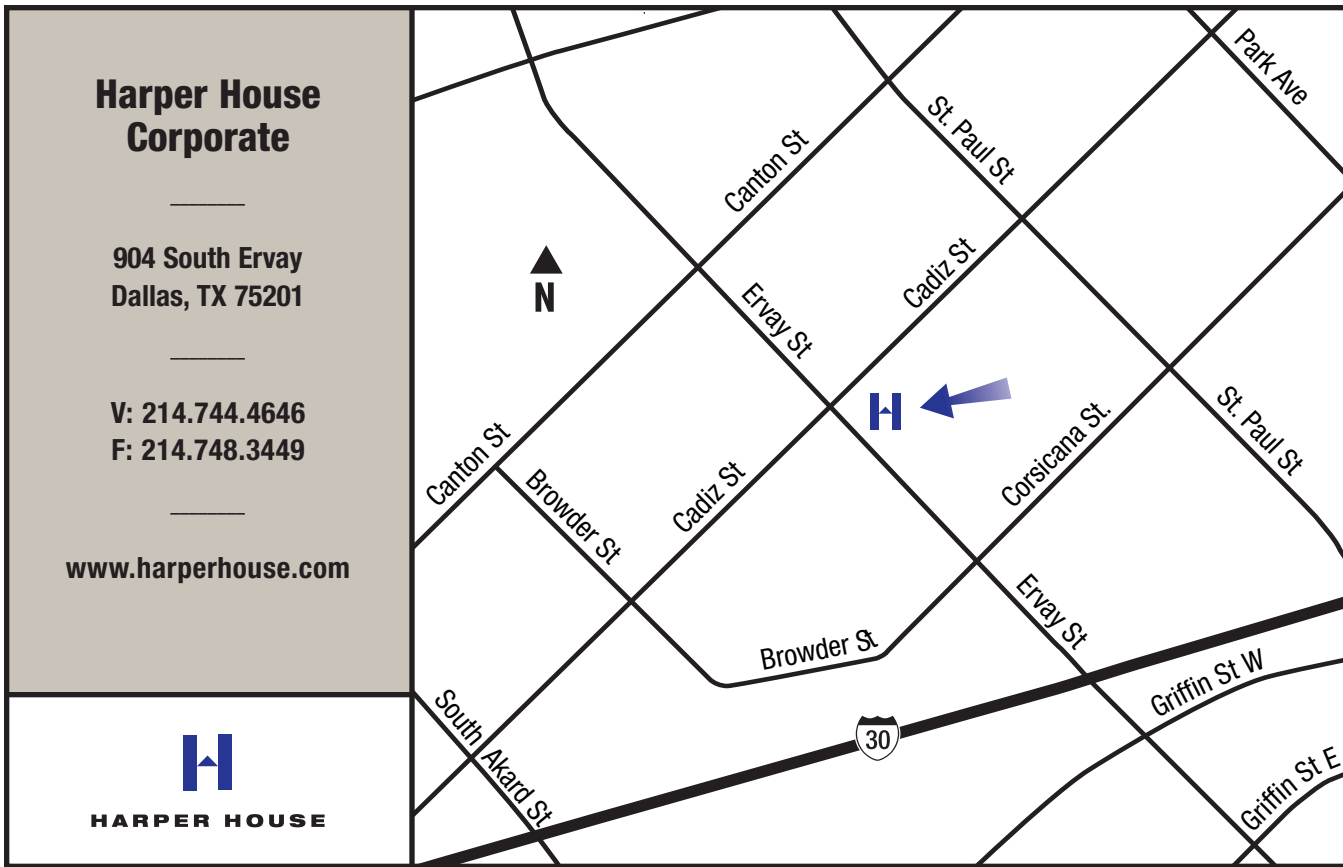 Harper House
Corporate
904 South Ervay
Dallas, TX 75201
V: 214.744.4646
F: 214.748.3449
www.harperhouse.com
HARPER HOUSE
Park Ave
St. Paul St
Canton St
Cadiz St
N
Ervay St
St. Paul St
Corsicana St.
Canton St
Cadiz St
Browder St
Ervay St
Browder St
Griffin St W
South Akard St
30
Griffin St E